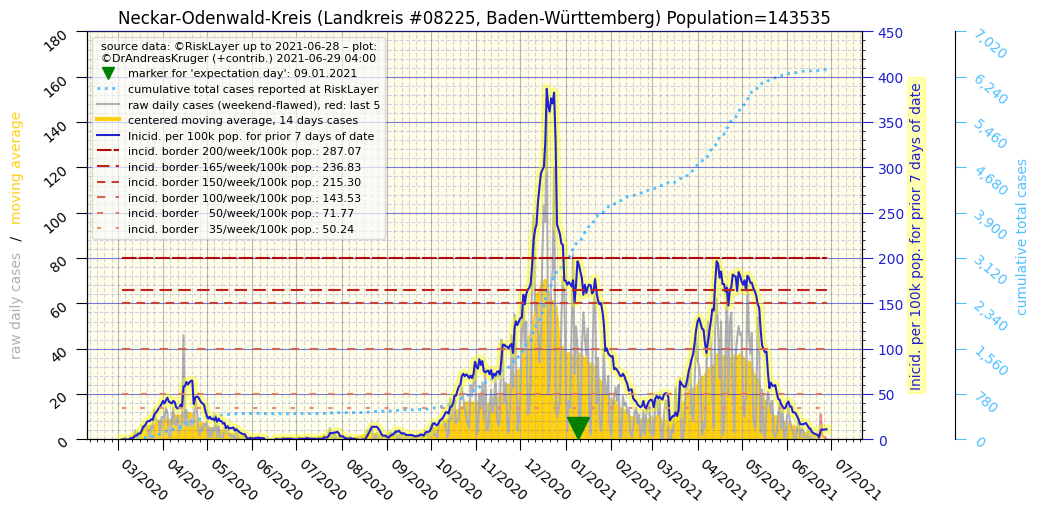 Neckar-Odenwald-Kreis (Landkreis #08225, Baden-Württemberg) Population=143535
source data: ©RiskLayer up to 2021-06-28 – plot:
©DrAndreasKruger (+contrib.) 2021-06-29 04:00
marker for 'expectation day': 09.01.2021
cumulative total cases reported at RiskLayer
raw daily cases (weekend-flawed), red: last 5
centered moving average, 14 days cases
Inicid. per 100k pop. for prior 7 days of date
incid. border 200/week/100k pop.: 287.07
incid. border 165/week/100k pop.: 236.83
incid. border 150/week/100k pop.: 215.30
incid. border 100/week/100k pop.: 143.53
incid. border   50/week/100k pop.: 71.77
incid. border   35/week/100k pop.: 50.24
raw daily cases / moving average
180
160
140
120
100
80
60
40
20
0
03/2020
04/2020
05/2020
06/2020
07/2020
08/2020
09/2020
10/2020
11/2020
12/2020
01/2021
02/2021
03/2021
04/2021
05/2021
06/2021
07/2021
450
400
350
300
250
200
150
100
50
0
Inicid. per 100k pop. for prior 7 days of date
7,020
6,240
5,460
4,680
3,900
3,120
2,340
1,560
780
0
cumulative total cases